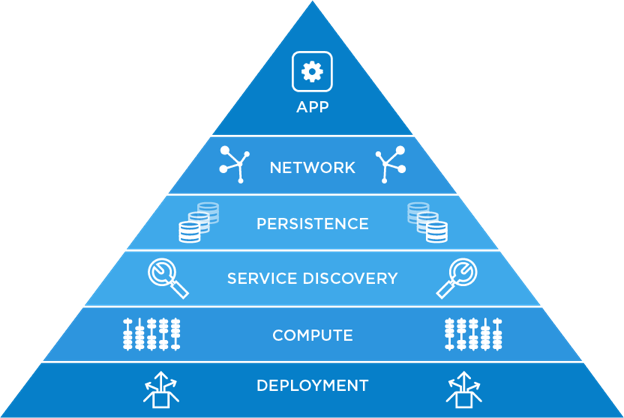 APP
NETWORK
PERSISTENCE
SERVICE DISCOVERY
COMPUTE
DEPLOYMENT